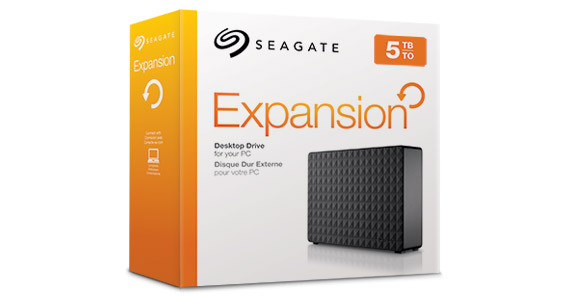 SEAGATE
5 TB
TO
Expansion
Desktop Drive
for your PC
Disque Dur Externe
pour votre PC
SEAGATE
Expansion